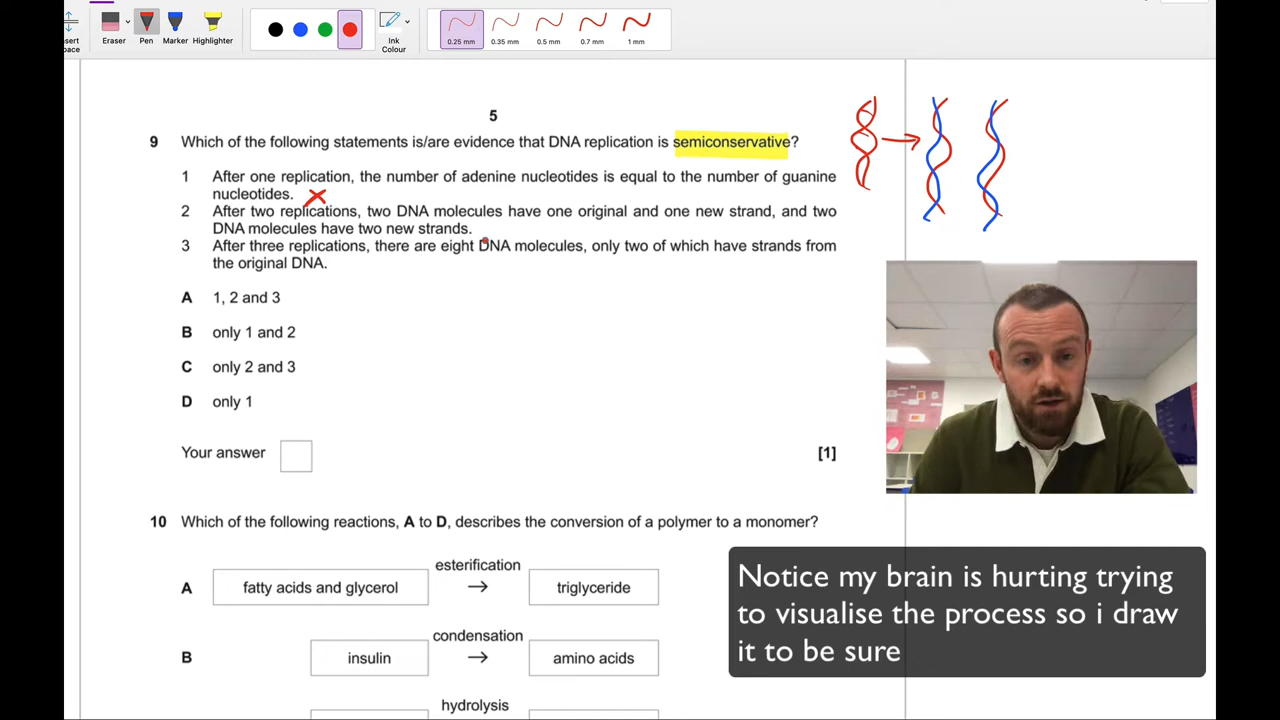 Insert
Space
Eraser
Pen
Marker
Highlighter
Ink
Colour
0.25 mm
0.35 mm
0.5 mm
0.7 mm
1 mm
5
9 Which of the following statements is/are evidence that DNA replication is semiconservative?
1 After one replication, the number of adenine nucleotides is equal to the number of guanine
nucleotides.
2 After two replications, two DNA molecules have one original and one new strand, and two
DNA molecules have two new strands.
3 After three replications, there are eight DNA molecules, only two of which have strands from
the original DNA.
A 1, 2 and 3
B only 1 and 2
C only 2 and 3
D only 1
Your answer
[1]
10 Which of the following reactions, A to D, describes the conversion of a polymer to a monomer?
esterification
A fatty acids and glycerol → triglyceride
condensation
B insulin → amino acids
hydrolysis
Notice my brain is hurting trying
to visualise the process so i draw
it to be sure